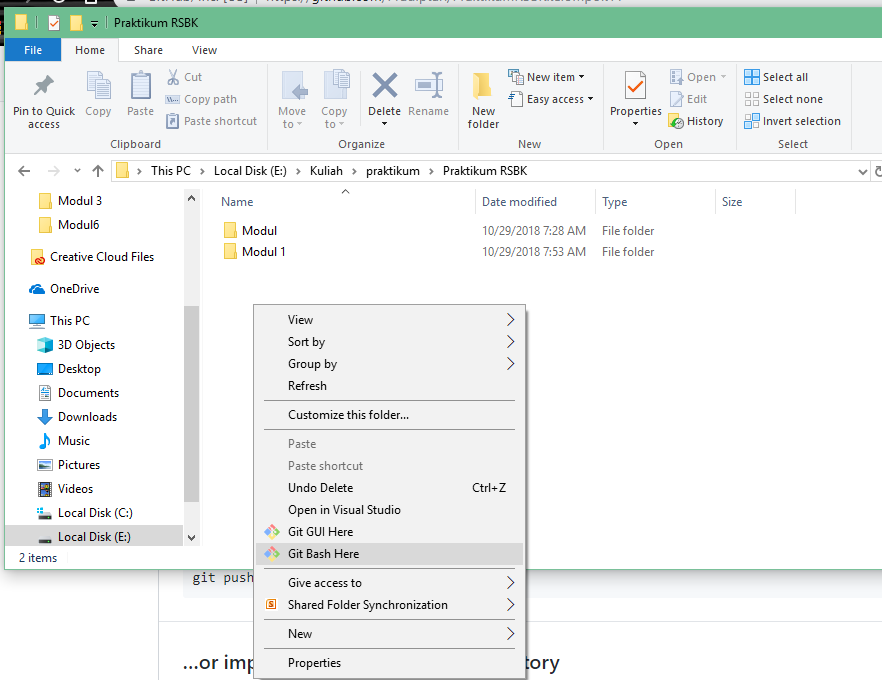 Praktikum RSBK
File
Home
Share
View
Pin to Quick access
Copy
Paste
Cut
Copy path
Paste shortcut
Clipboard
Move to
Copy to
Delete
Rename
Organize
New folder
New item
Easy access
New
Properties
Open
Edit
History
Open
Select all
Select none
Invert selection
Select
This PC > Local Disk (E:) > Kuliah > praktikum > Praktikum RSBK
Name
Date modified
Type
Size
Modul 10/29/2018 7:28 AM File folder
Modul 1 10/29/2018 7:53 AM File folder
Modul 3
Modul6
Creative Cloud Files
OneDrive
This PC
3D Objects
Desktop
Documents
Downloads
Music
Pictures
Videos
Local Disk (C:)
Local Disk (E:)
2 items
View
Sort by
Group by
Refresh
Customize this folder...
Paste
Paste shortcut
Undo Delete Ctrl+Z
Open in Visual Studio
Git GUI Here
Git Bash Here
Give access to
S Shared Folder Synchronization
New
Properties
git push
...or imp
tory